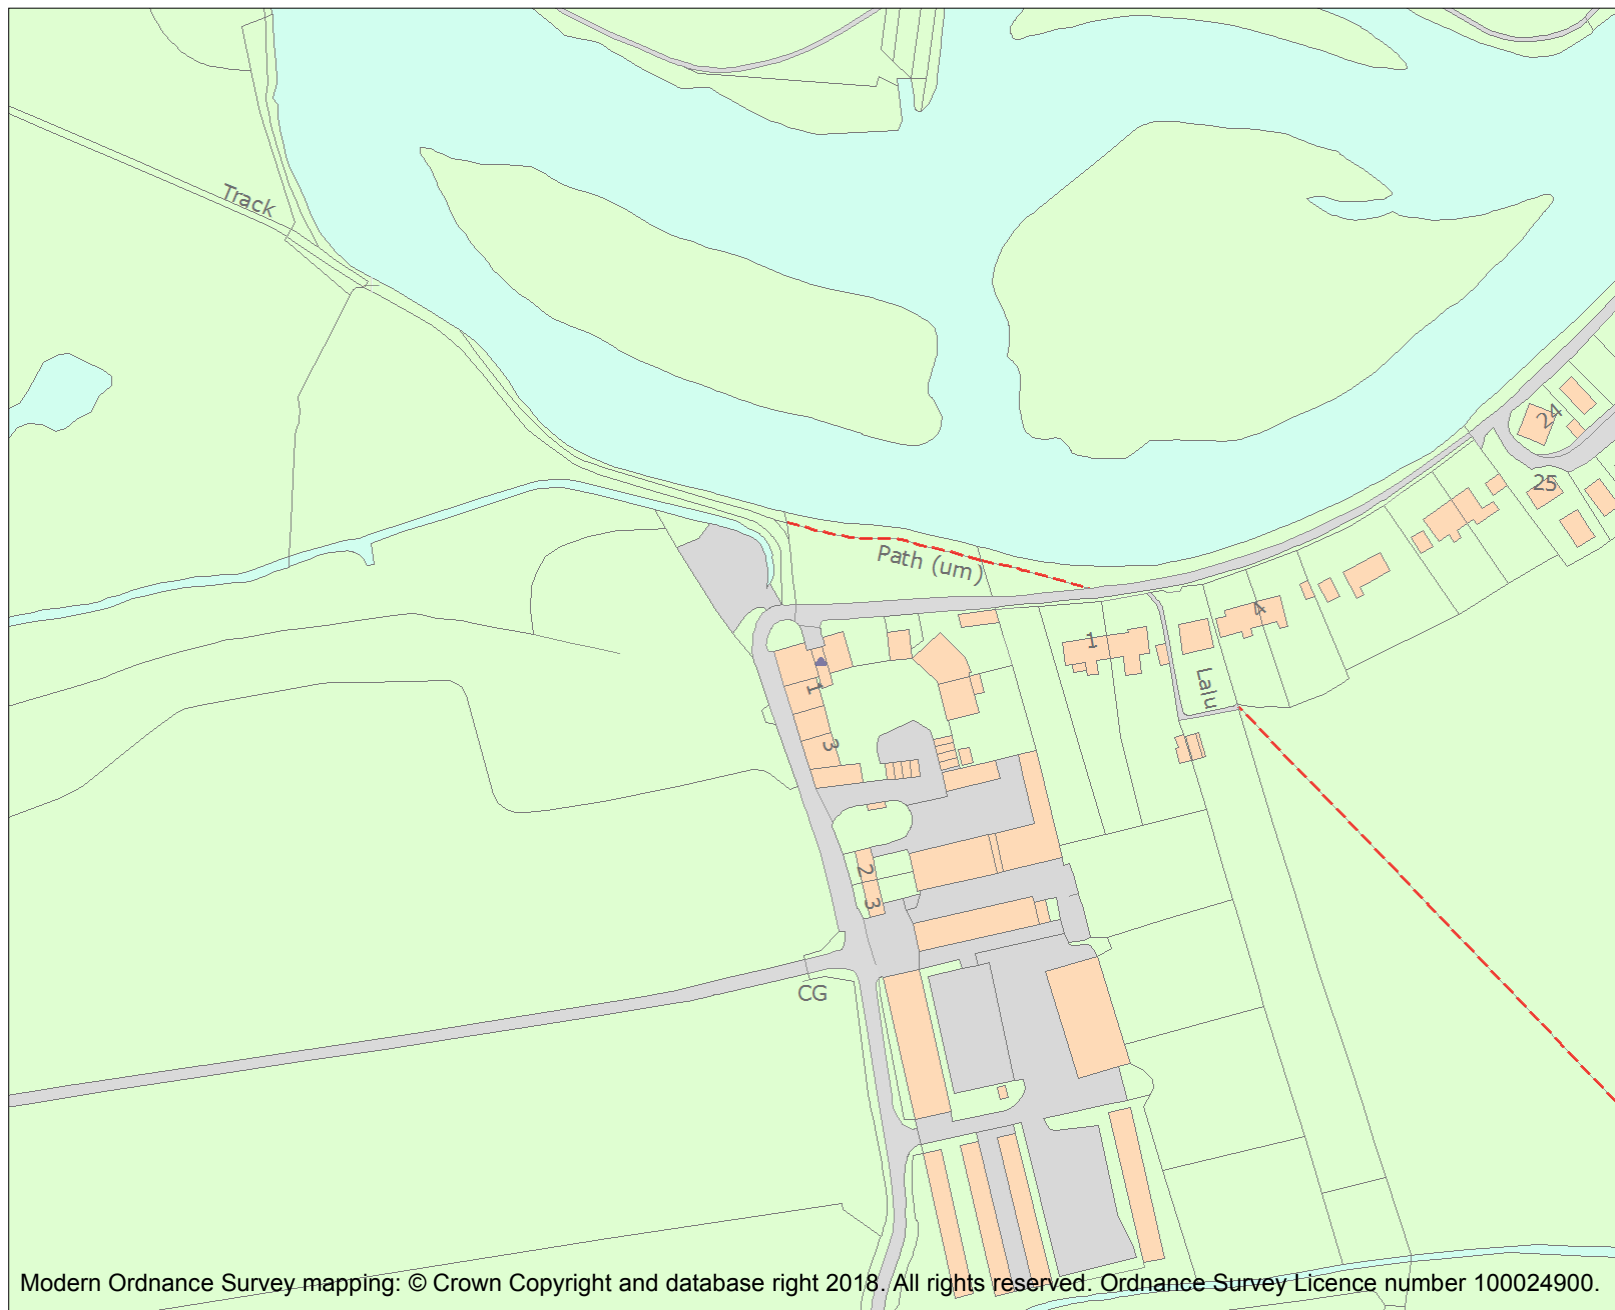 Track
24
25
Path (um)
4
1
Lalu
1
3
2
3
CG
Modern Ordnance Survey mapping: © Crown Copyright and database right 2018. All rights reserved. Ordnance Survey Licence number 100024900.